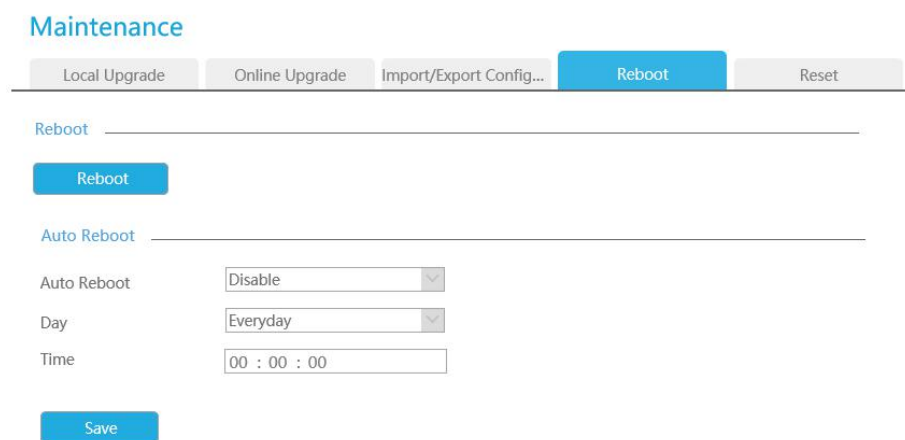 Maintenance
Local Upgrade Online Upgrade Import/Export Config... Reboot Reset
Reboot
Reboot
Auto Reboot
Auto Reboot Disable
Day Everyday
Time 00 : 00 : 00
Save